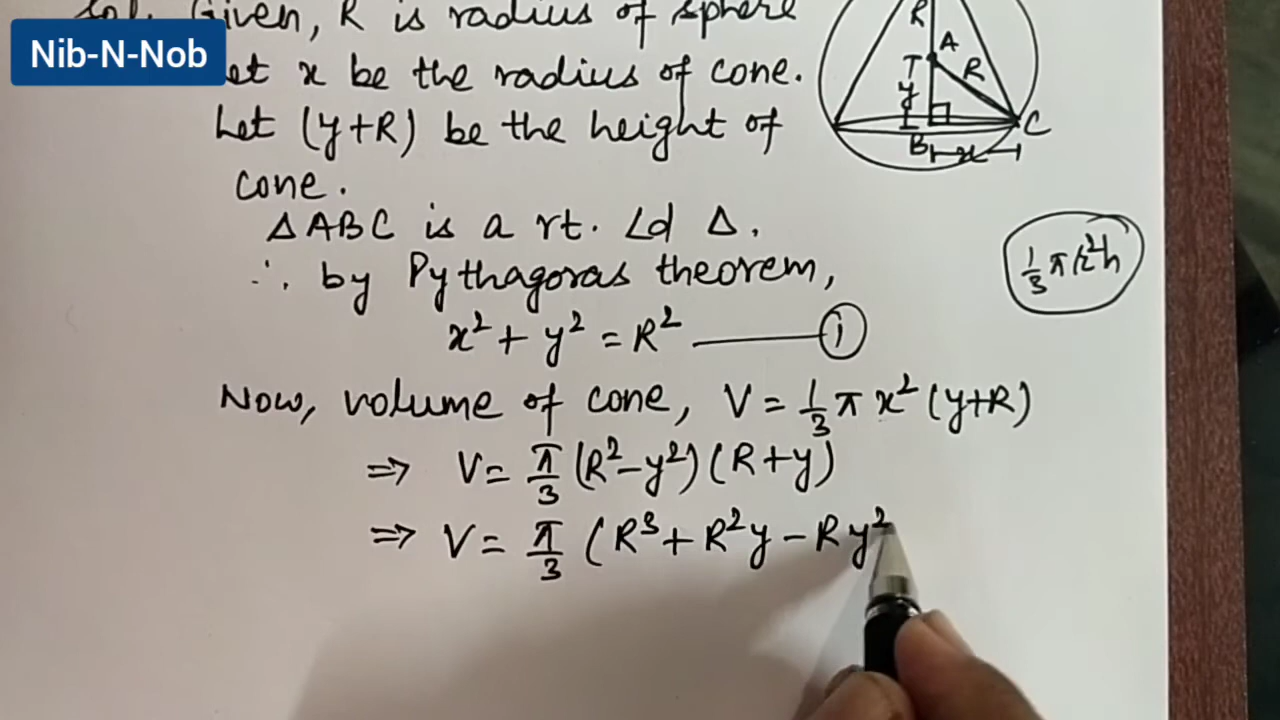 Sol. Given, R is radius of sphere
Nib-N-Nob
Let x be the radius of cone.
Let (y+R) be the height of
cone.
R
A
R
y
B
x
C
∆ABC is a rt. ∠d ∆.
∴ by Pythagoras theorem,
1/3 πr²h
x² + y² = R² ——— ①
Now, volume of cone, V = 1/3 π x² (y+R)
⇒ V = π/3 (R²-y²)(R+y)
⇒ V = π/3 (R³ + R²y - Ry²